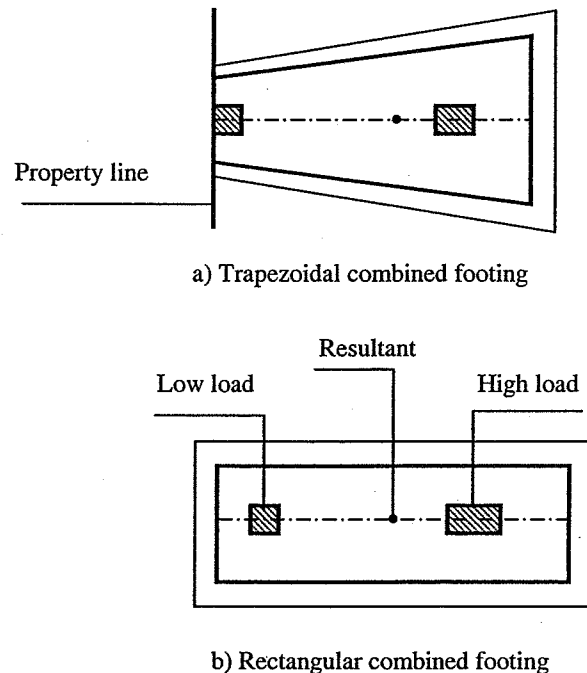 Property line
a) Trapezoidal combined footing
Resultant
Low load
High load
b) Rectangular combined footing